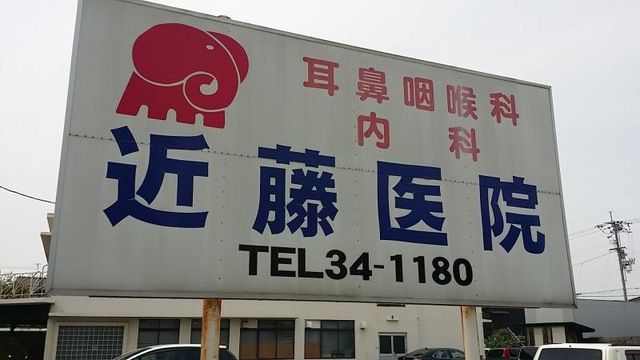 耳鼻咽喉科
内科
近藤医院
TEL34-1180